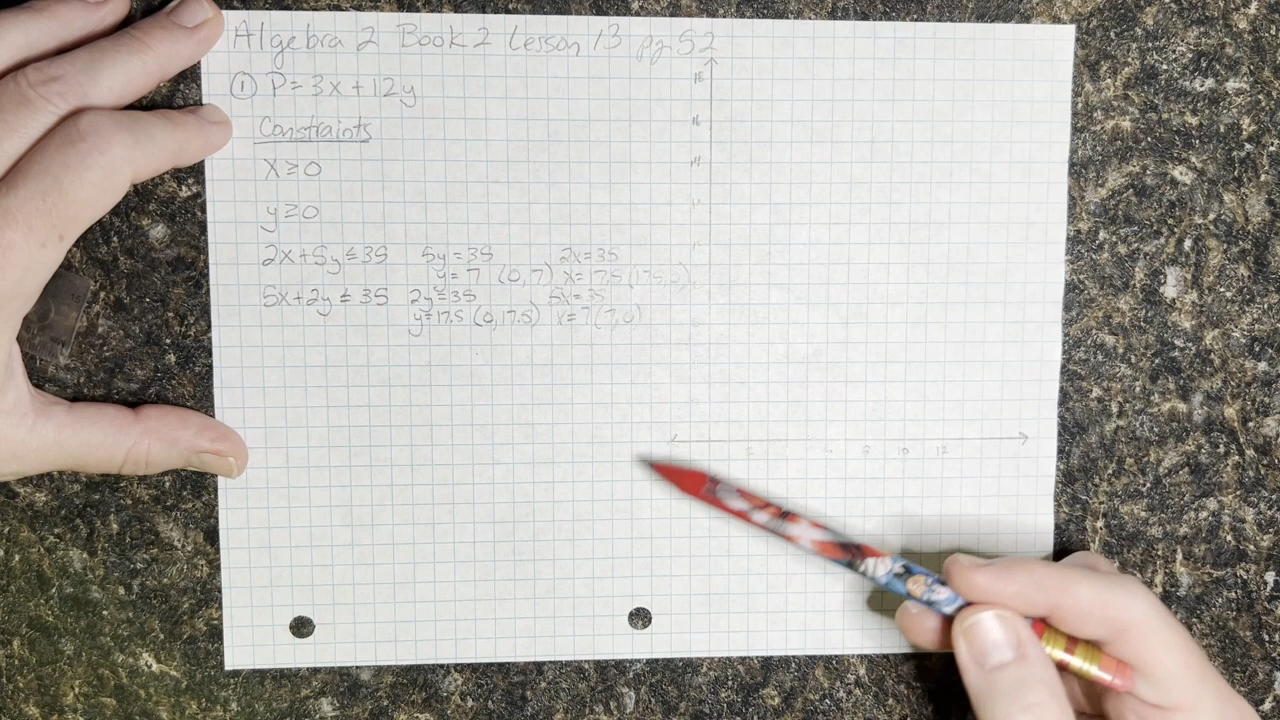 Algebra 2 Book 2 Lesson 13 pg 52
① P=3x+12y
Constraints
x≥0
y≥0
2x+5y≤35 5y=35 2x=35
y=7 (0,7) x=17.5 (17.5,0)
5x+2y≤35 2y=35 5x=35
y=17.5 (0,17.5) x=7 (7,0)
18
16
14
2 8 10 12